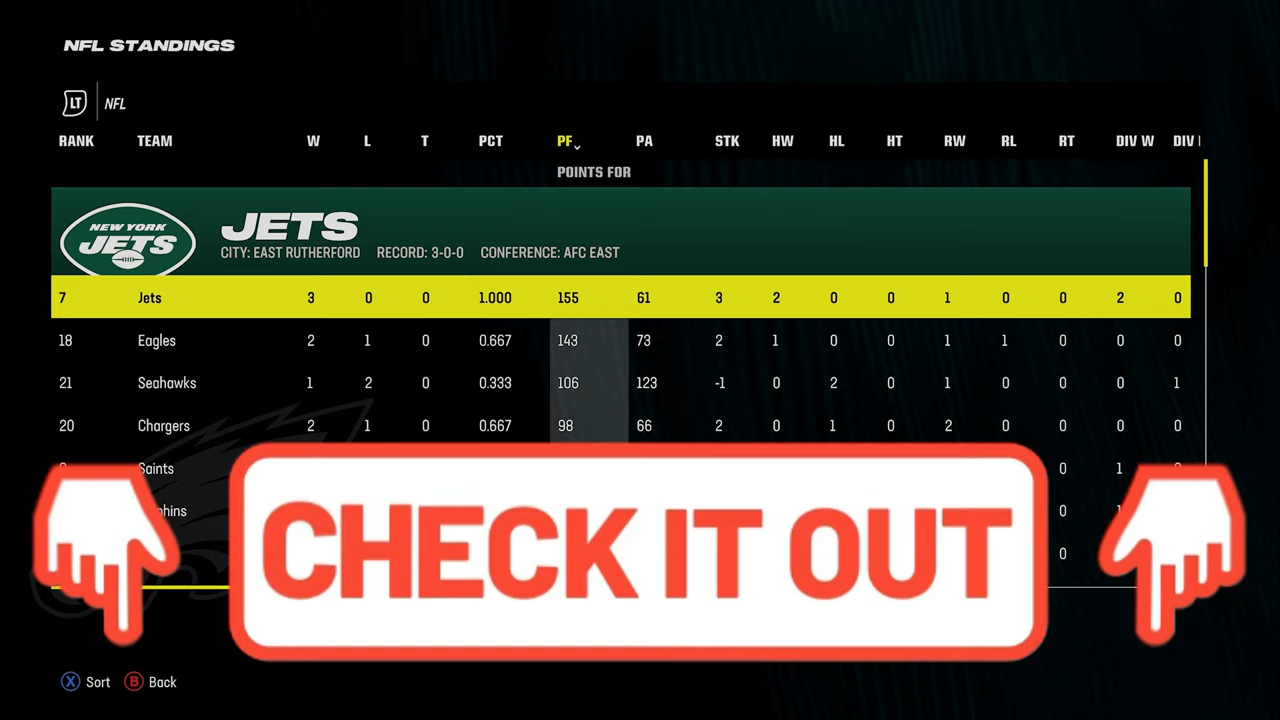 NFL STANDINGS
LT NFL
RANK TEAM W L T PCT PF PA STK HW HL HT RW RL RT DIV W DIV
POINTS FOR
NEW YORK JETS
JETS
CITY: EAST RUTHERFORD RECORD: 3-0-0 CONFERENCE: AFC EAST
7 Jets 3 0 0 1.000 155 61 3 2 0 0 1 0 0 2 0
18 Eagles 2 1 0 0.667 143 73 2 1 0 0 1 1 0 0 0
21 Seahawks 1 2 0 0.333 106 123 -1 0 2 0 1 0 0 0 1
20 Chargers 2 1 0 0.667 98 66 2 0 1 0 2 0 0 0 0
Saints 0 1
0
0
CHECK IT OUT
X Sort B Back